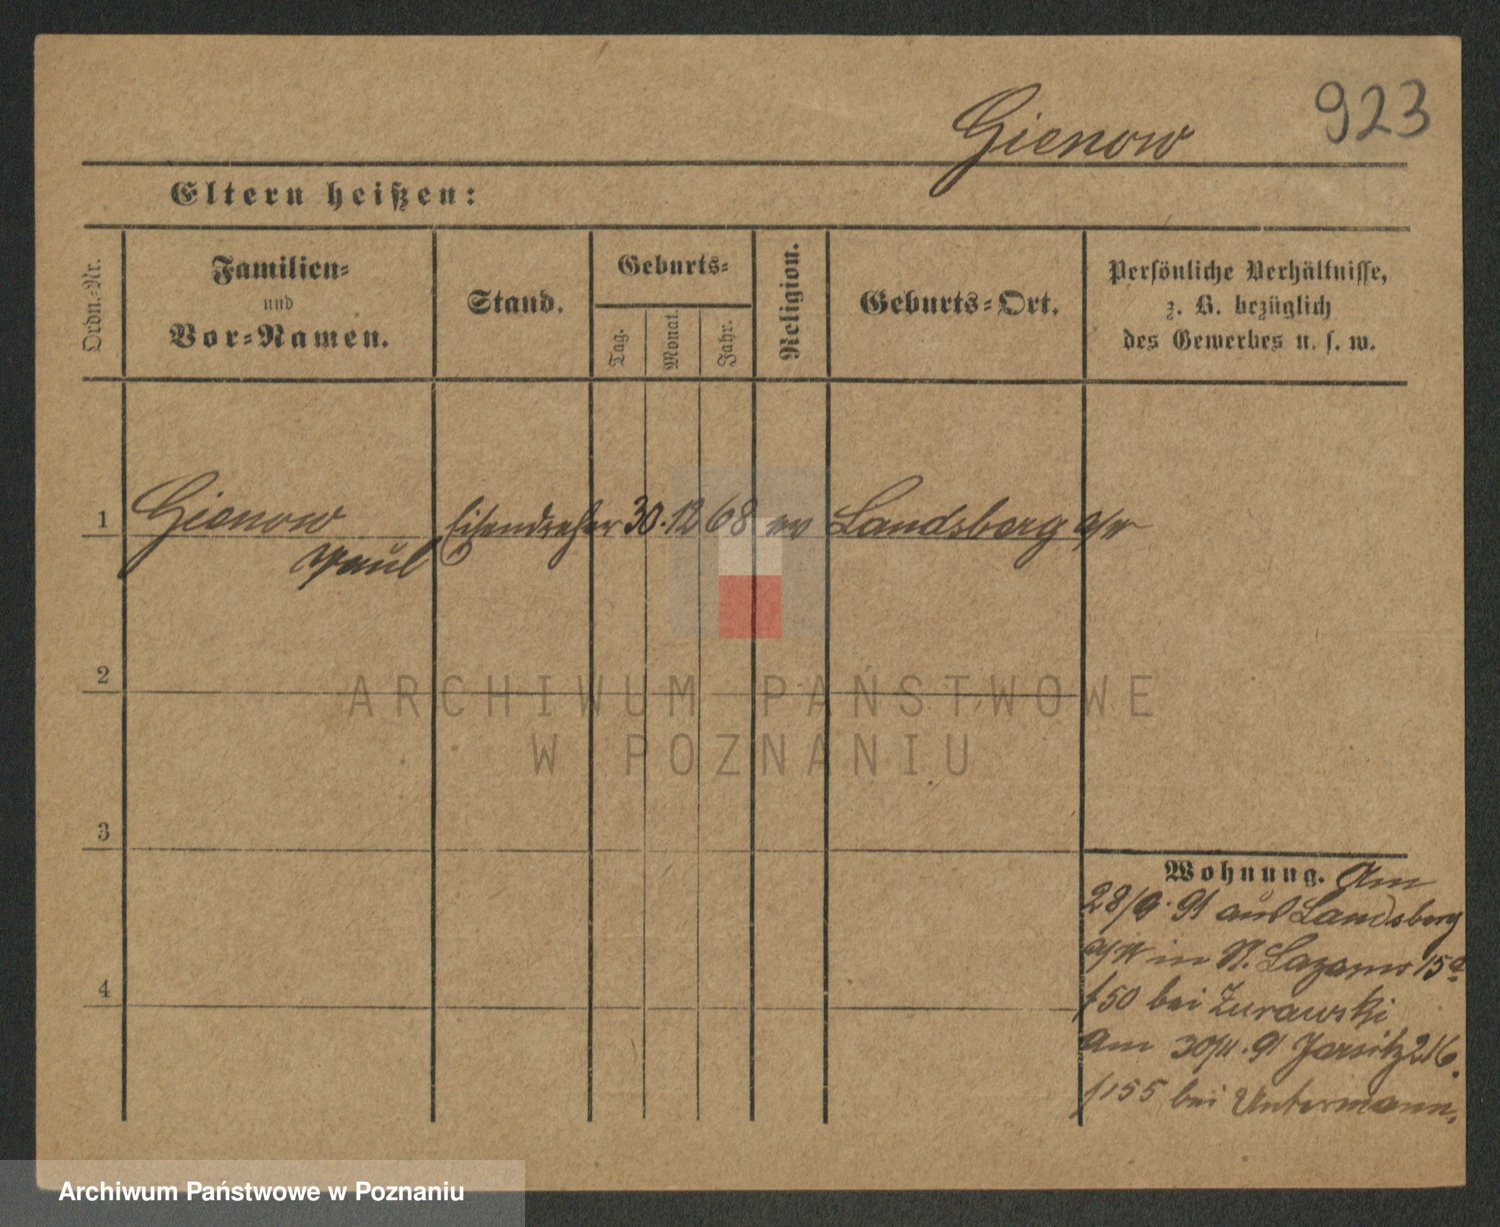 923
Gienow
Eltern heißen:
Ordn.-Nr.
Familien-
und
Vor-Namen.
Stand.
Geburts-
Tag.
Monat.
Jahr.
Religion.
Geburts-Ort.
Persönliche Verhältnisse,
z. B. bezüglich
des Gewerbes u. s. w.
1 Gienow Eisendreher 30. 12 68 ev Landsberg a/w
Paul
2
ARCHIWUM PAŃSTWOWE
W POZNANIU
3
Wohnung. Am
28/9. 91 aus Landsberg
a/W in St. Lazarus 15a
f50 bei Zurawski
Am 30/11. 91 Jersitz 216.
f155 bei Untermann.
4
Archiwum Państwowe w Poznaniu